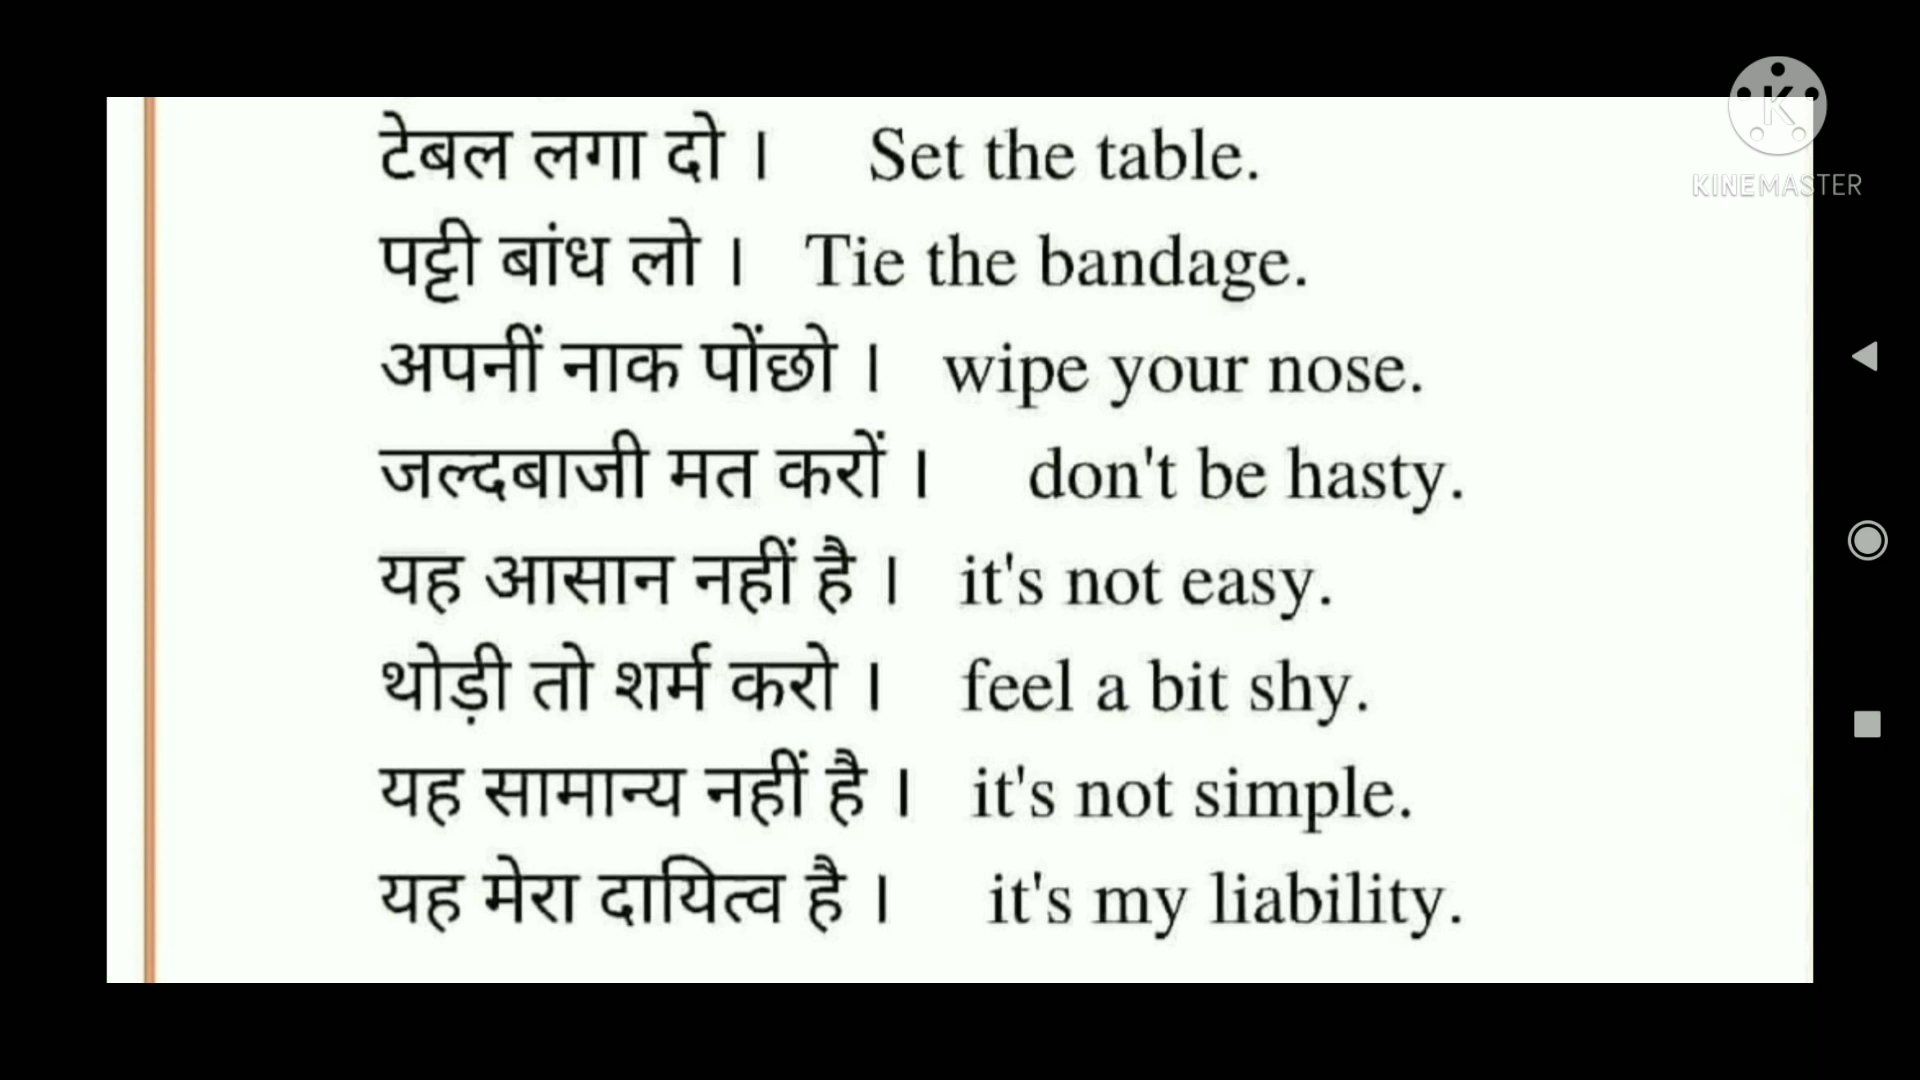 टेबल लगा दो । Set the table.
पट्टी बांध लो । Tie the bandage.
अपनीं नाक पोंछो । wipe your nose.
जल्दबाजी मत करों । don't be hasty.
यह आसान नहीं है । it's not easy.
थोड़ी तो शर्म करो । feel a bit shy.
यह सामान्य नहीं है । it's not simple.
यह मेरा दायित्व है । it's my liability.
K
KINEMASTER